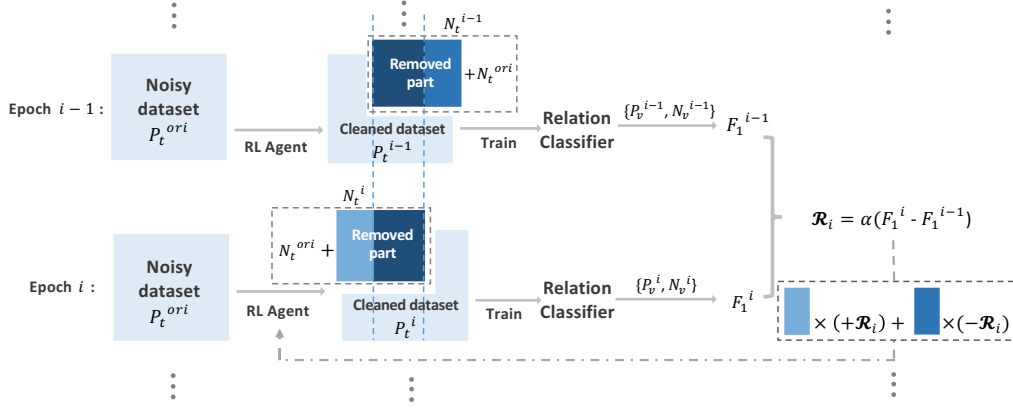 N_t^{i-1}
Removed
part
+N_t^{ori}
Noisy
dataset
P_t^{ori}
Epoch i − 1 :
RL Agent
Cleaned dataset
P_t^{i-1}
Train
Relation
Classifier
{P_v^{i-1}, N_v^{i-1}}
F_1^{i-1}
N_t^i
N_t^{ori} +
Removed
part
ℛ_i = α(F_1^i - F_1^{i-1})
Noisy
dataset
P_t^{ori}
Epoch i :
RL Agent
Cleaned dataset
P_t^i
Train
Relation
Classifier
{P_v^i, N_v^i}
F_1^i
× (+ℛ_i) + ×(−ℛ_i)